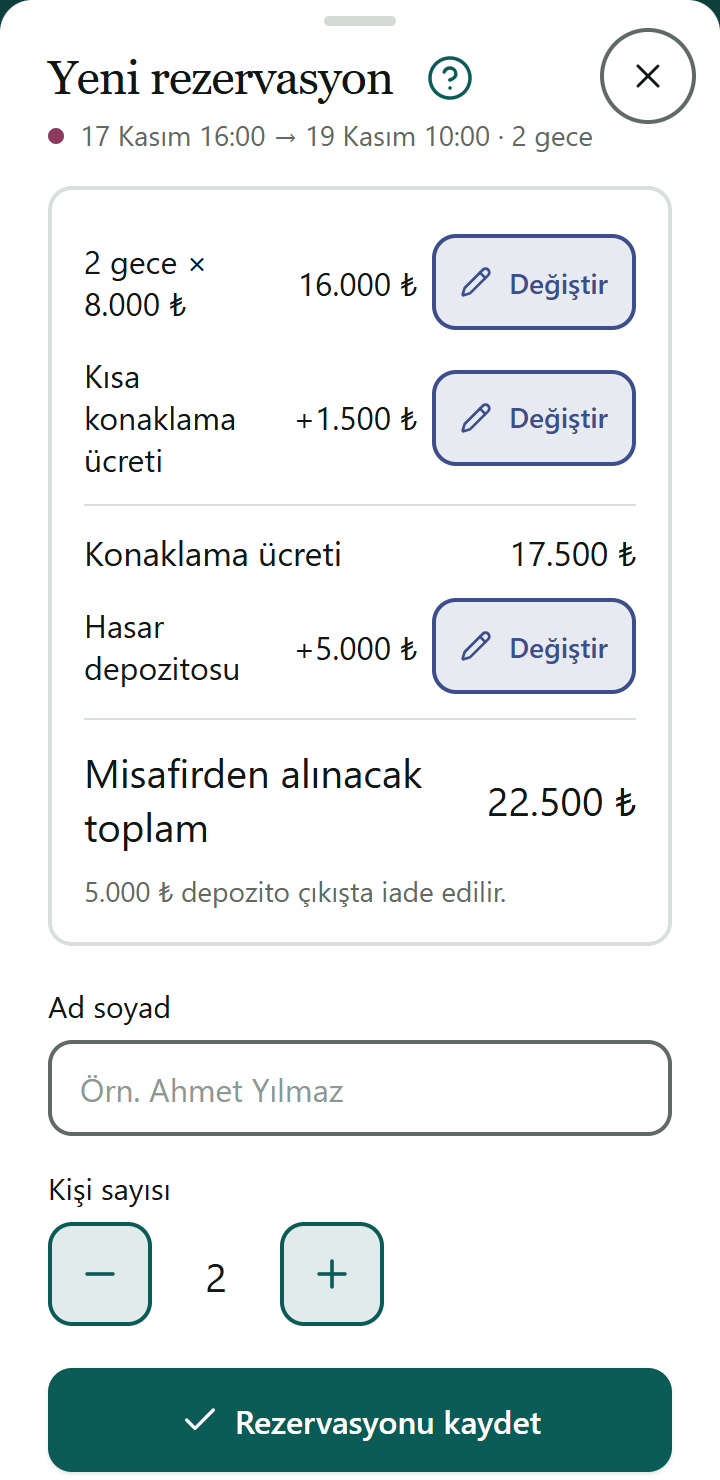 Yeni rezervasyon ?
17 Kasım 16:00 → 19 Kasım 10:00 · 2 gece
2 gece ×
8.000 ₺
16.000 ₺
Değiştir
Kısa
konaklama
ücreti
+1.500 ₺
Değiştir
Konaklama ücreti 17.500 ₺
Hasar
depozitosu
+5.000 ₺
Değiştir
Misafirden alınacak
toplam
22.500 ₺
5.000 ₺ depozito çıkışta iade edilir.
Ad soyad
Örn. Ahmet Yılmaz
Kişi sayısı
2
Rezervasyonu kaydet